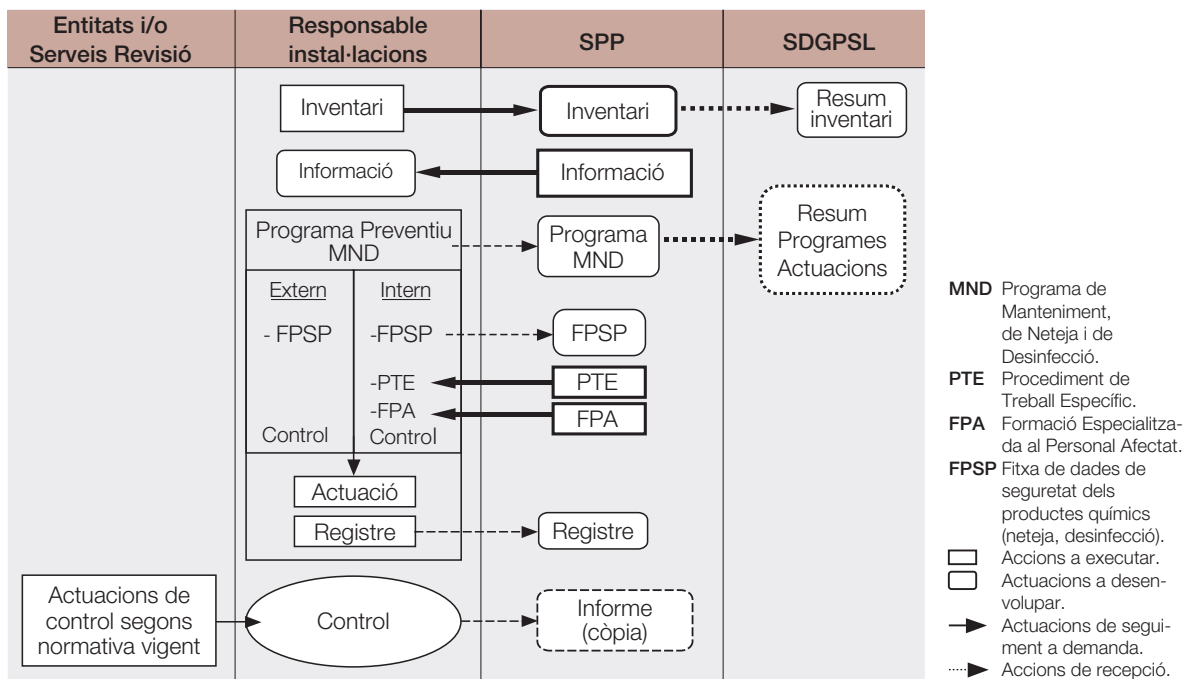 Entitats i/o
Serveis Revisió
Responsable
instal·lacions
SPP
SDGPSL
Inventari
Inventari
Resum
inventari
Informació
Informació
Programa Preventiu
MND
Programa
MND
Resum
Programes
Actuacions
Extern
Intern
- FPSP
-FPSP
FPSP
-PTE
PTE
-FPA
FPA
Control
Control
Actuació
Registre
Registre
Actuacions de
control segons
normativa vigent
Control
Informe
(còpia)
MND Programa de
Manteniment,
de Neteja i de
Desinfecció.
PTE Procediment de
Treball Específic.
FPA Formació Especialitza-
da al Personal Afectat.
FPSP Fitxa de dades de
seguretat dels
productes químics
(neteja, desinfecció).
Accions a executar.
Actuacions a desen-
volupar.
Actuacions de segui-
ment a demanda.
Accions de recepció.